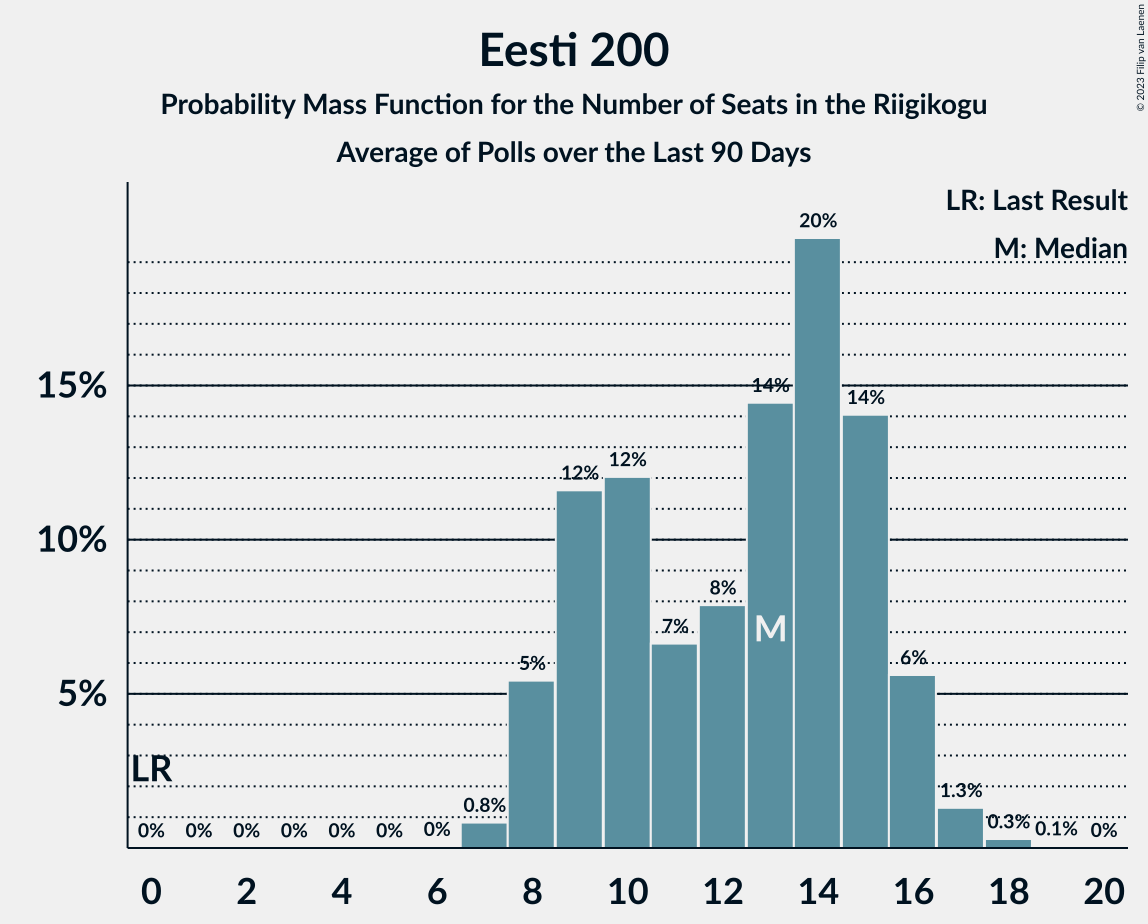 Eesti 200
Probability Mass Function for the Number of Seats in the Riigikogu
Average of Polls over the Last 90 Days
© 2023 Filip van Laenen
LR: Last Result
M: Median
15%
10%
5%
LR
M
0% 0% 0% 0% 0% 0% 0% 0.8% 5% 12% 12% 7% 8% 14% 20% 14% 6% 1.3% 0.3% 0.1% 0%
0 2 4 6 8 10 12 14 16 18 20